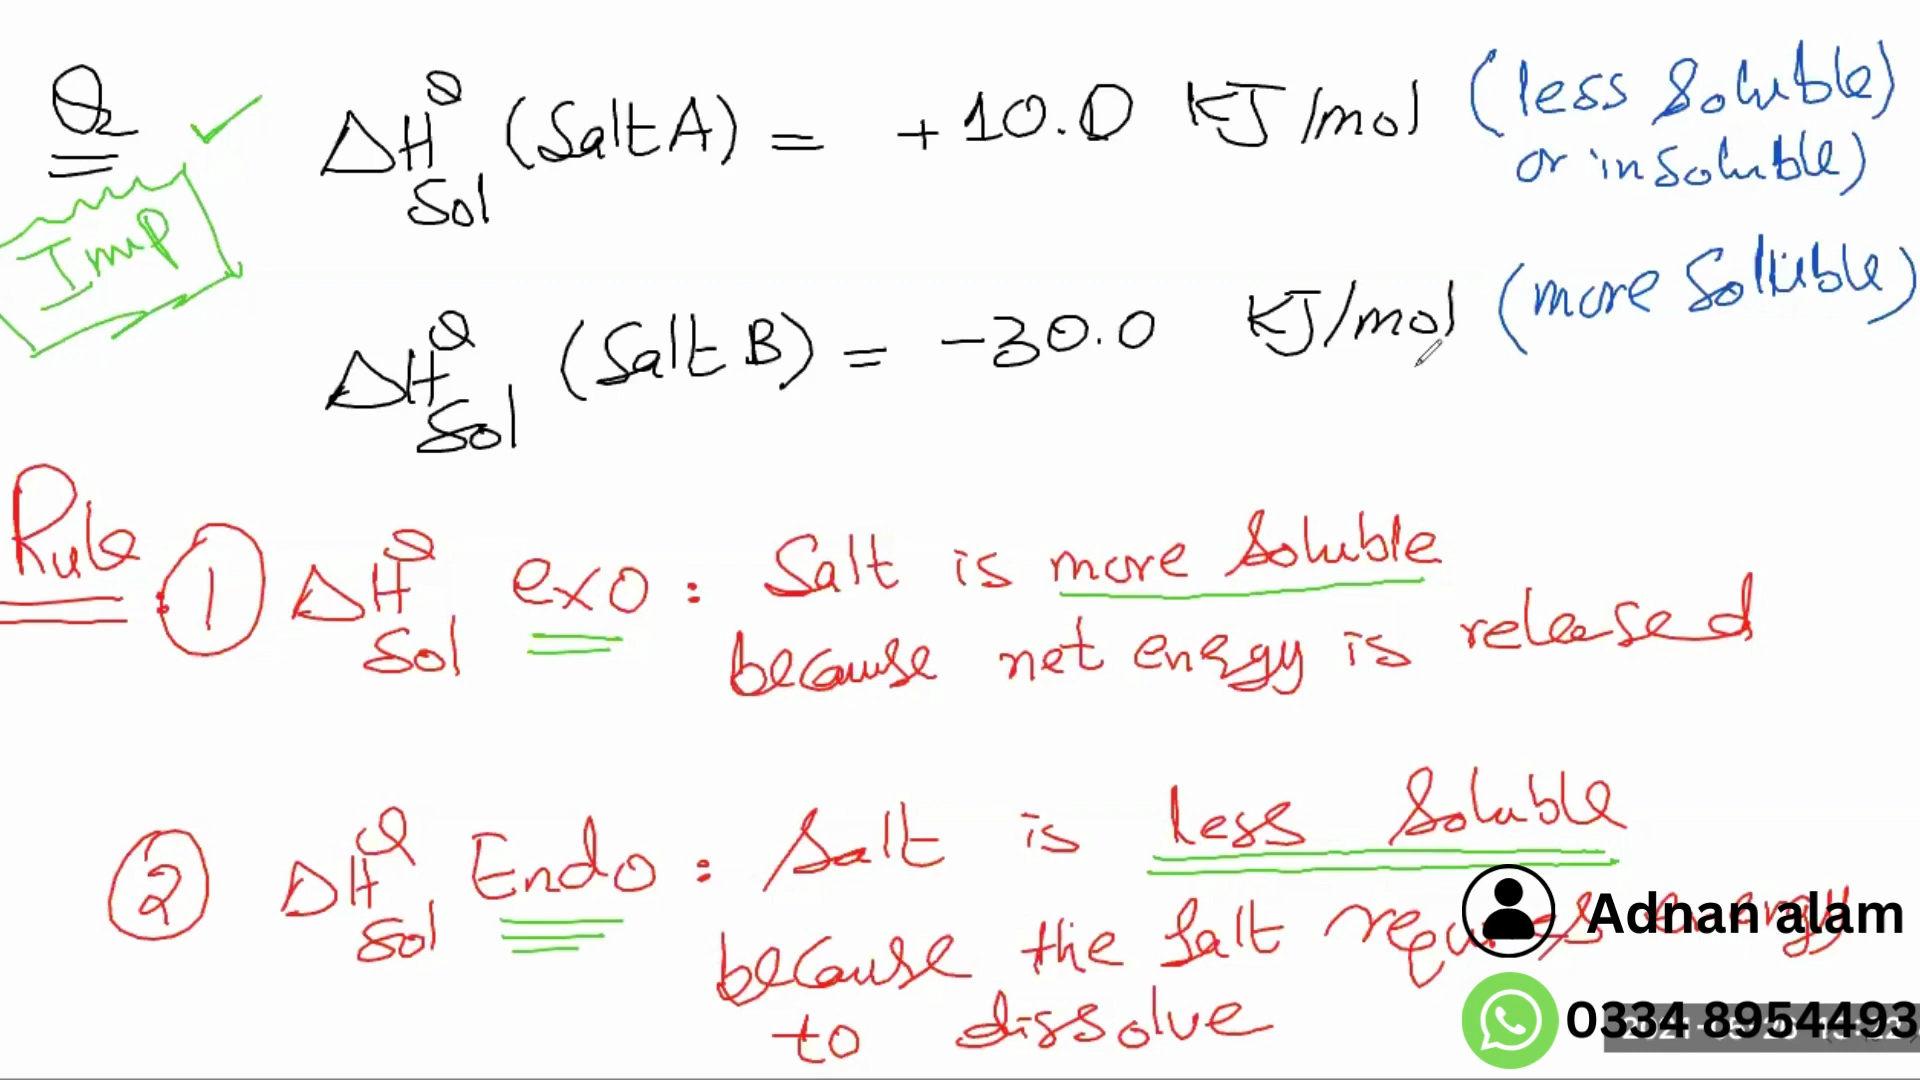 Q2
ΔH°sol (Salt A) = +10.0 KJ/mol (less soluble)
or insoluble)
Imp
ΔH°sol (Salt B) = -30.0 KJ/mol (more soluble)
Rule
① ΔH°sol exo : Salt is more soluble
because net energy is released
② ΔH°sol Endo : Salt is less soluble
because the salt requires energy
to dissolve
Adnan alam
0334 8954493